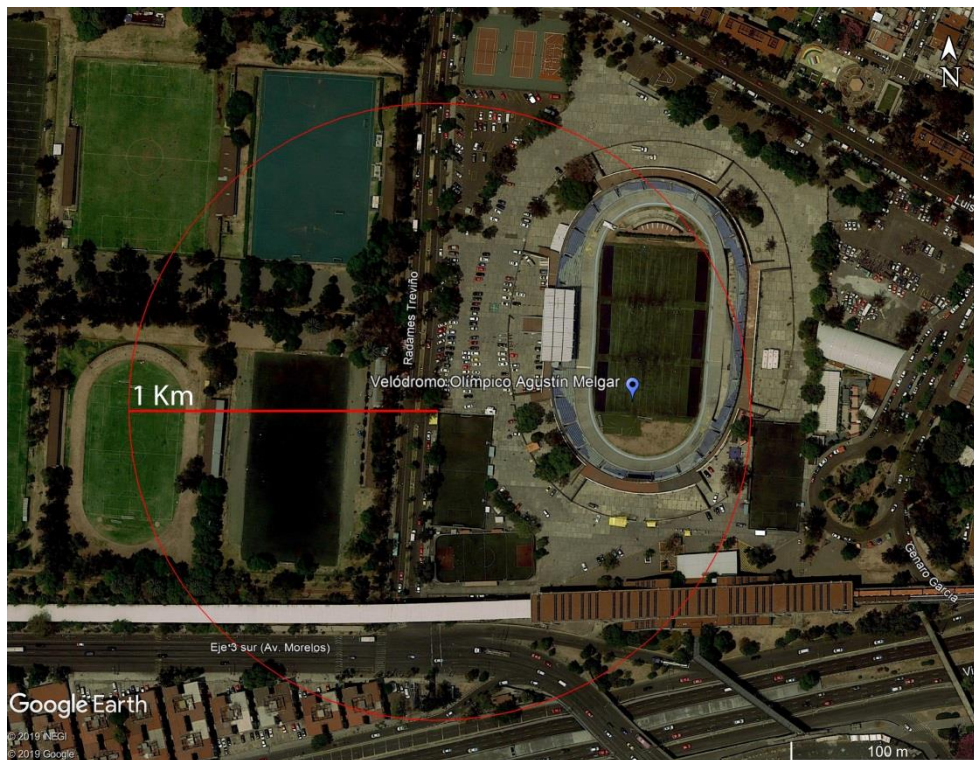 N
Luis
Radames Treviño
Velódromo Olímpico Agustín Melgar
1 Km
Genaro García
Eje 3 sur (Av. Morelos)
Google Earth
© 2019 INEGI
© 2019 Google
100 m